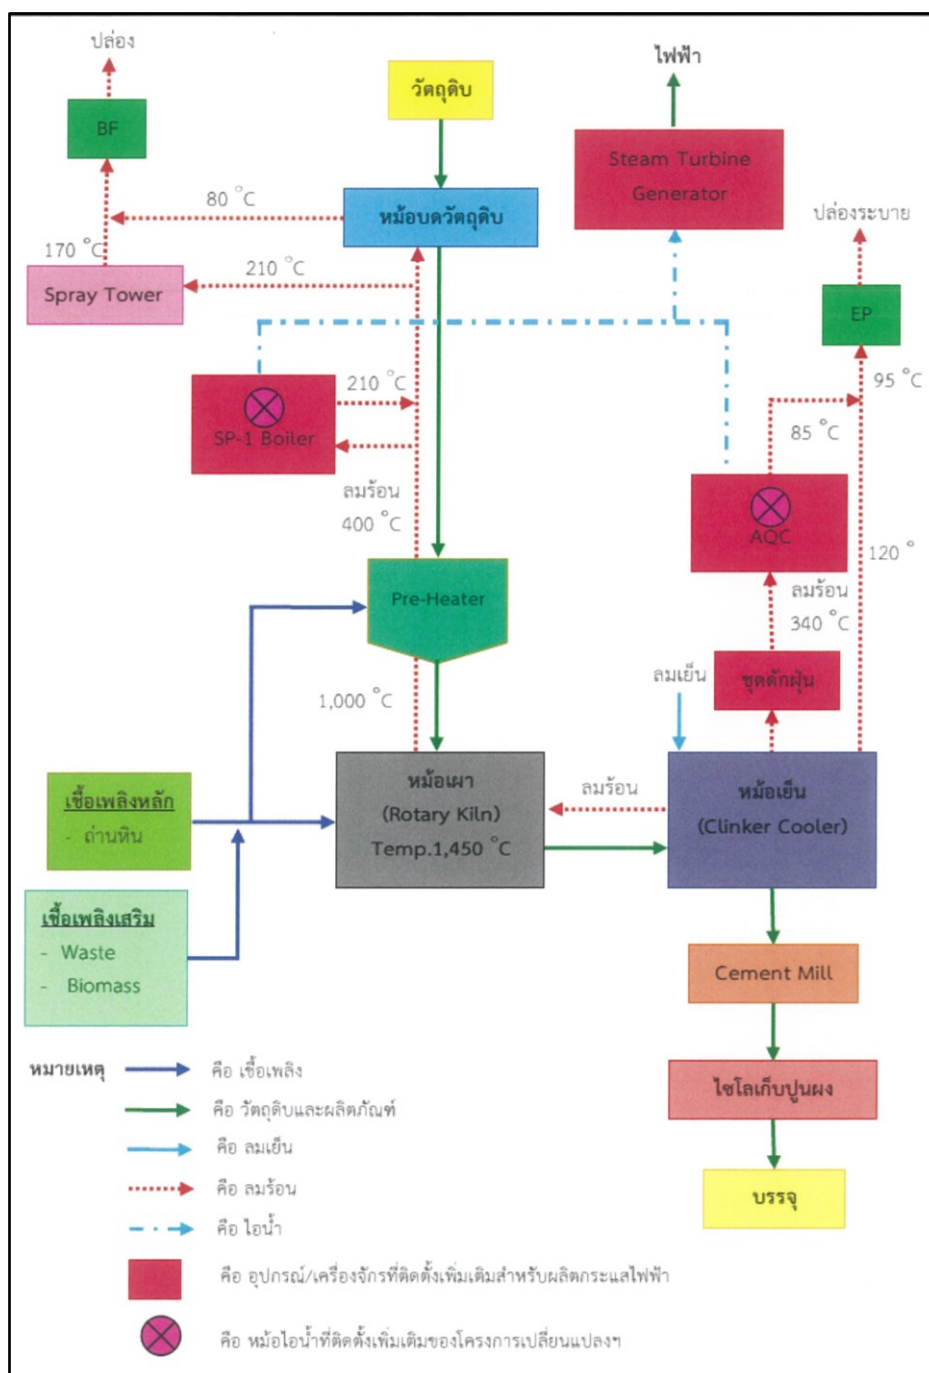 ปล่อง
BF
วัตถุดิบ
ไฟฟ้า
Steam Turbine
Generator
80 °C
หม้อบดวัตถุดิบ
ปล่องระบาย
170 °C
210 °C
Spray Tower
EP
210 °C
SP-1 Boiler
95 °C
85 °C
ลมร้อน
400 °C
AQC
120 °
Pre-Heater
ลมร้อน
340 °C
ลมเย็น
ชุดดักฝุ่น
1,000 °C
เชื้อเพลิงหลัก
- ถ่านหิน
หม้อเผา
(Rotary Kiln)
Temp.1,450 °C
ลมร้อน
หม้อเย็น
(Clinker Cooler)
เชื้อเพลิงเสริม
- Waste
- Biomass
Cement Mill
ไซโลเก็บปูนผง
บรรจุ
หมายเหตุ
คือ เชื้อเพลิง
คือ วัตถุดิบและผลิตภัณฑ์
คือ ลมเย็น
คือ ลมร้อน
คือ ไอน้ำ
คือ อุปกรณ์/เครื่องจักรที่ติดตั้งเพิ่มเติมสำหรับผลิตกระแสไฟฟ้า
คือ หม้อไอน้ำที่ติดตั้งเพิ่มเติมของโครงการเปลี่ยนแปลงฯ